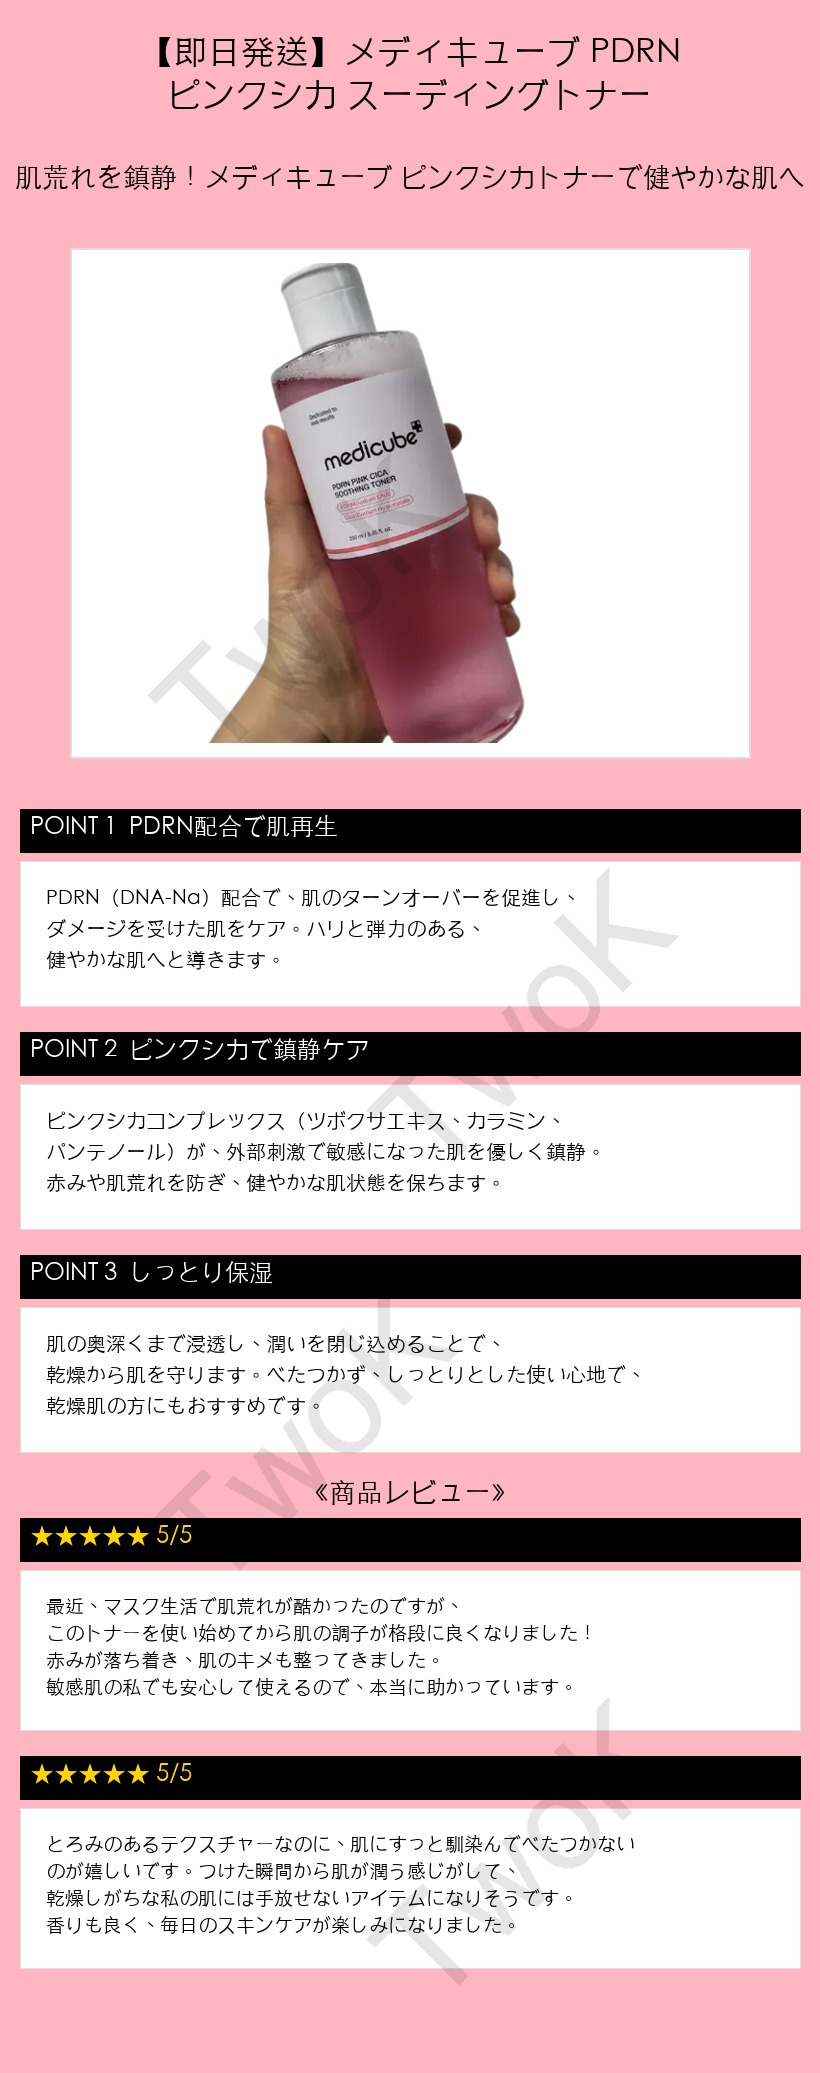 【即日発送】メディキューブ PDRN
ピンクシカ スーディングトナー
肌荒れを鎮静！メディキューブ ピンクシカトナーで健やかな肌へ
Dedicated to
real results
medicube
PDRN PINK CICA
SOOTHING TONER
250 ml / 8.45 fl. oz.
TwoK
POINT 1 PDRN配合で肌再生
PDRN（DNA-Na）配合で、肌のターンオーバーを促進し、
ダメージを受けた肌をケア。ハリと弾力のある、
健やかな肌へと導きます。
TwoK
POINT 2 ピンクシカで鎮静ケア
ピンクシカコンプレックス（ツボクサエキス、カラミン、
パンテノール）が、外部刺激で敏感になった肌を優しく鎮静。
赤みや肌荒れを防ぎ、健やかな肌状態を保ちます。
POINT 3 しっとり保湿
肌の奥深くまで浸透し、潤いを閉じ込めることで、
乾燥から肌を守ります。べたつかず、しっとりとした使い心地で、
乾燥肌の方にもおすすめです。
TwoK
《商品レビュー》
★★★★★ 5/5
最近、マスク生活で肌荒れが酷かったのですが、
このトナーを使い始めてから肌の調子が格段に良くなりました！
赤みが落ち着き、肌のキメも整ってきました。
敏感肌の私でも安心して使えるので、本当に助かっています。
★★★★★ 5/5
とろみのあるテクスチャーなのに、肌にすっと馴染んでべたつかない
のが嬉しいです。つけた瞬間から肌が潤う感じがして、
乾燥しがちな私の肌には手放せないアイテムになりそうです。
香りも良く、毎日のスキンケアが楽しみになりました。
TwoK